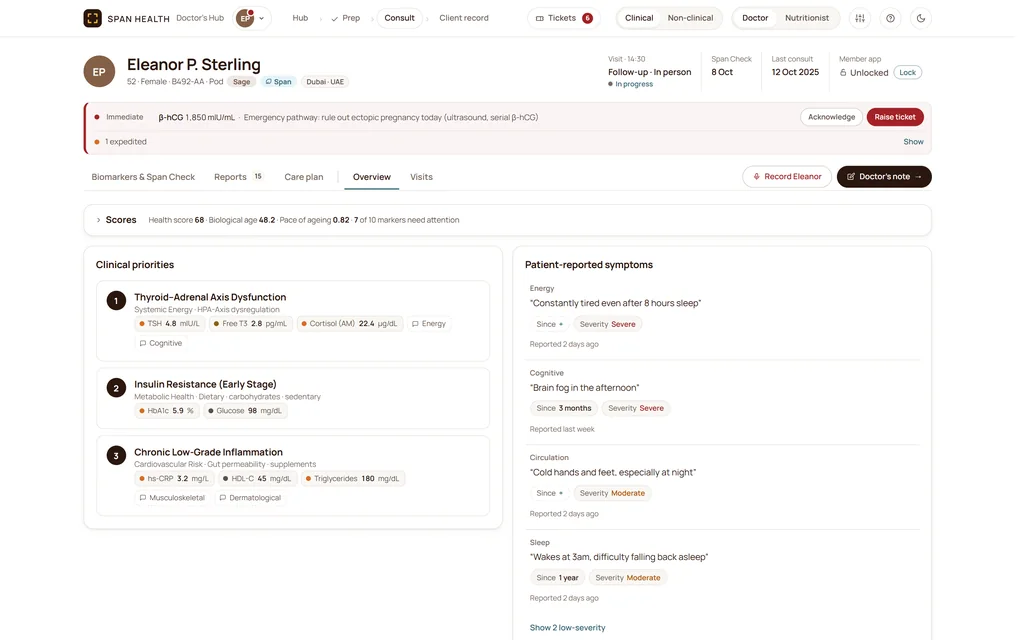 SPAN HEALTH Doctor's Hub EP Hub Prep Consult Client record Tickets 6 Clinical Non-clinical Doctor Nutritionist
EP
Eleanor P. Sterling
52 · Female · B492-AA · Pod Sage Span Dubai · UAE
Visit · 14:30
Follow-up · In person
In progress
Span Check
8 Oct
Last consult
12 Oct 2025
Member app
Unlocked Lock
Immediate β-hCG 1,850 mIU/mL · Emergency pathway: rule out ectopic pregnancy today (ultrasound, serial β-hCG) Acknowledge Raise ticket
1 expedited Show
Biomarkers & Span Check Reports 15 Care plan Overview Visits Record Eleanor Doctor's note →
Scores Health score 68 · Biological age 48.2 · Pace of ageing 0.82 · 7 of 10 markers need attention
Clinical priorities
1 Thyroid–Adrenal Axis Dysfunction
Systemic Energy · HPA-Axis dysregulation
TSH 4.8 mIU/L Free T3 2.8 pg/mL Cortisol (AM) 22.4 µg/dL Energy
Cognitive
2 Insulin Resistance (Early Stage)
Metabolic Health · Dietary · carbohydrates · sedentary
HbA1c 5.9 % Glucose 98 mg/dL
3 Chronic Low-Grade Inflammation
Cardiovascular Risk · Gut permeability · supplements
hs-CRP 3.2 mg/L HDL-C 45 mg/dL Triglycerides 180 mg/dL
Musculoskeletal Dermatological
Patient-reported symptoms
Energy
“Constantly tired even after 8 hours sleep”
Since + Severity Severe
Reported 2 days ago
Cognitive
“Brain fog in the afternoon”
Since 3 months Severity Severe
Reported last week
Circulation
“Cold hands and feet, especially at night”
Since + Severity Moderate
Reported 2 days ago
Sleep
“Wakes at 3am, difficulty falling back asleep”
Since 1 year Severity Moderate
Reported 2 days ago
Show 2 low-severity